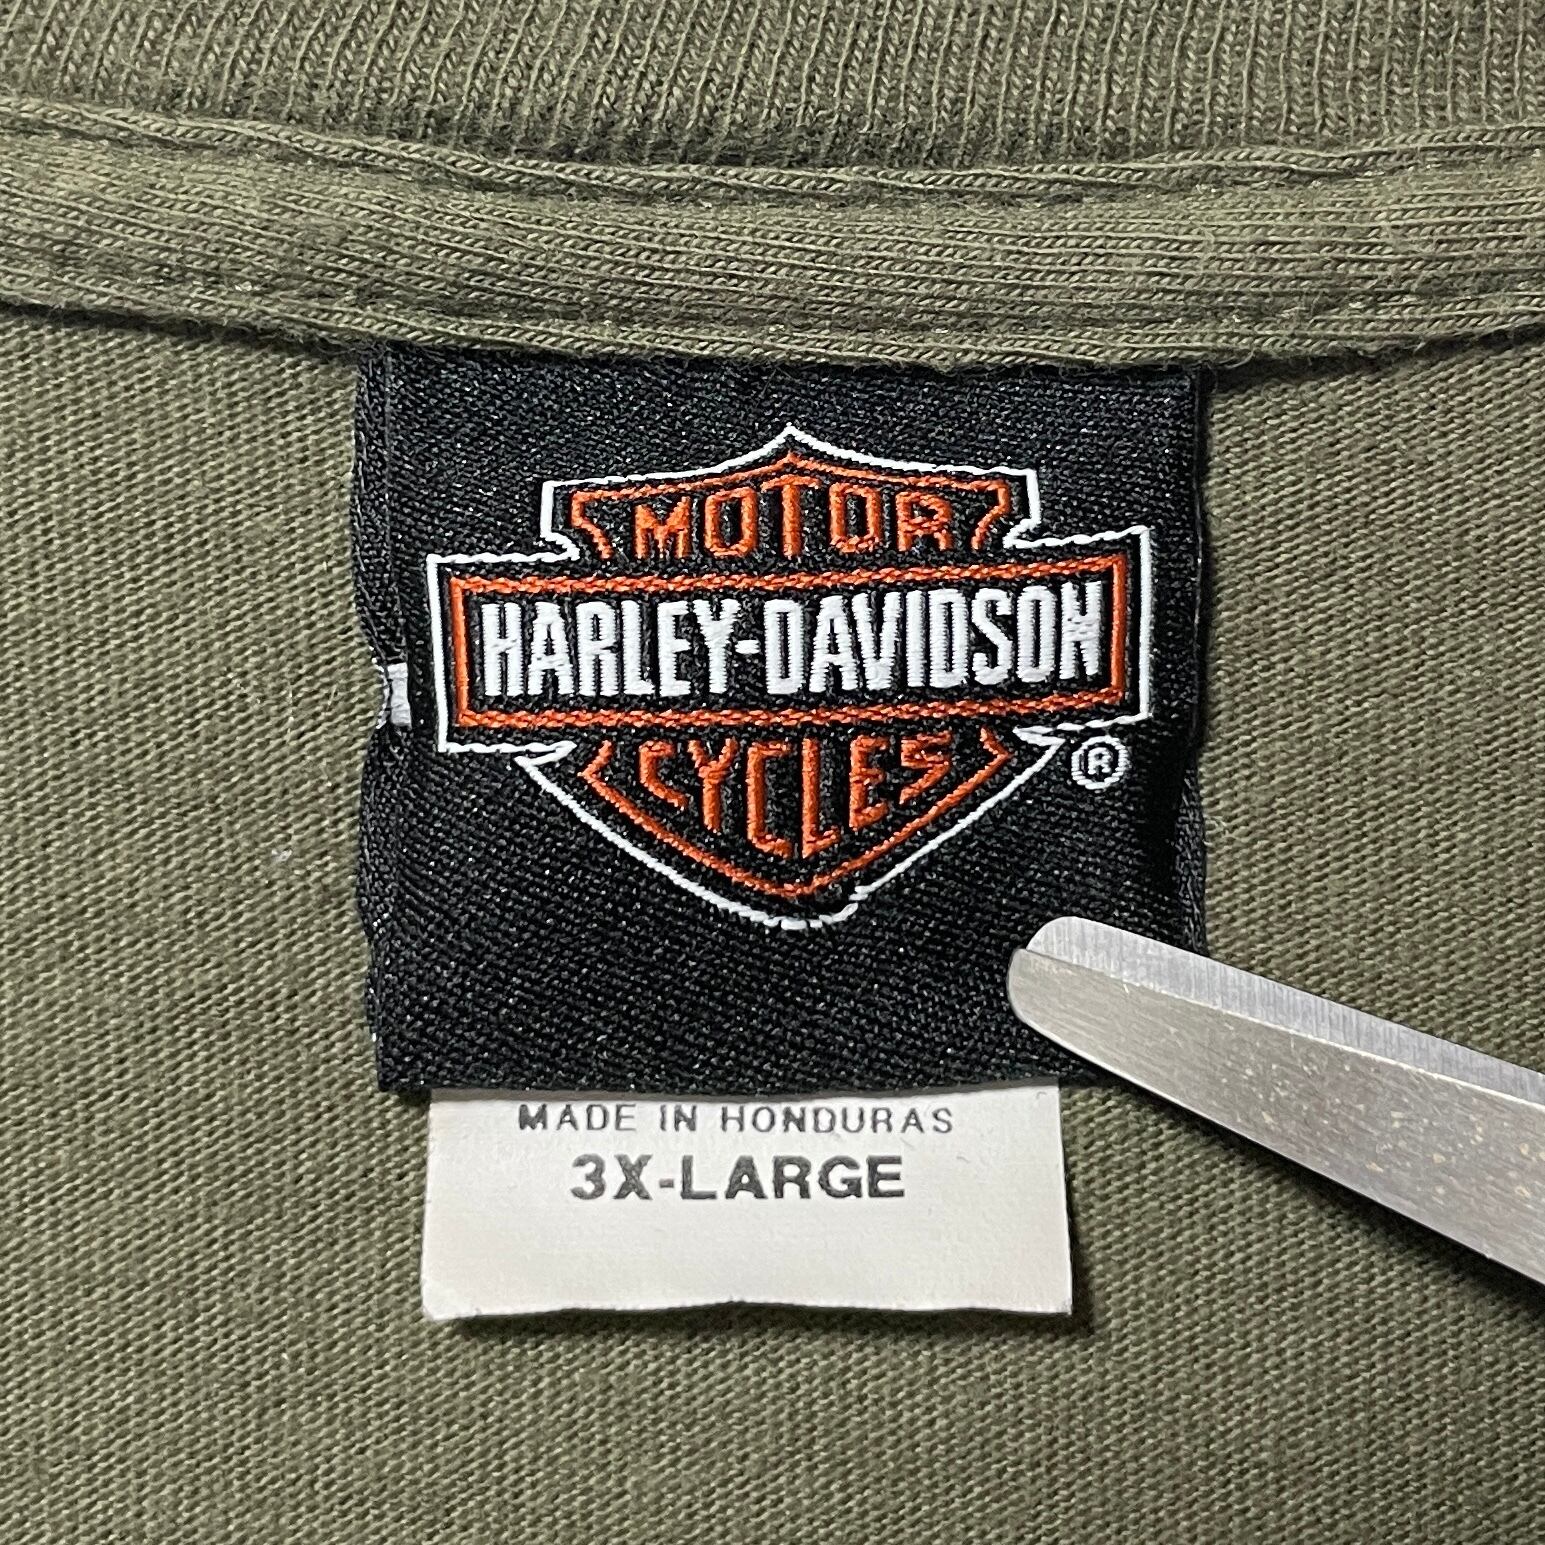 MOTOR
HARLEY-DAVIDSON
CYCLES
®
MADE IN HONDURAS
3X-LARGE